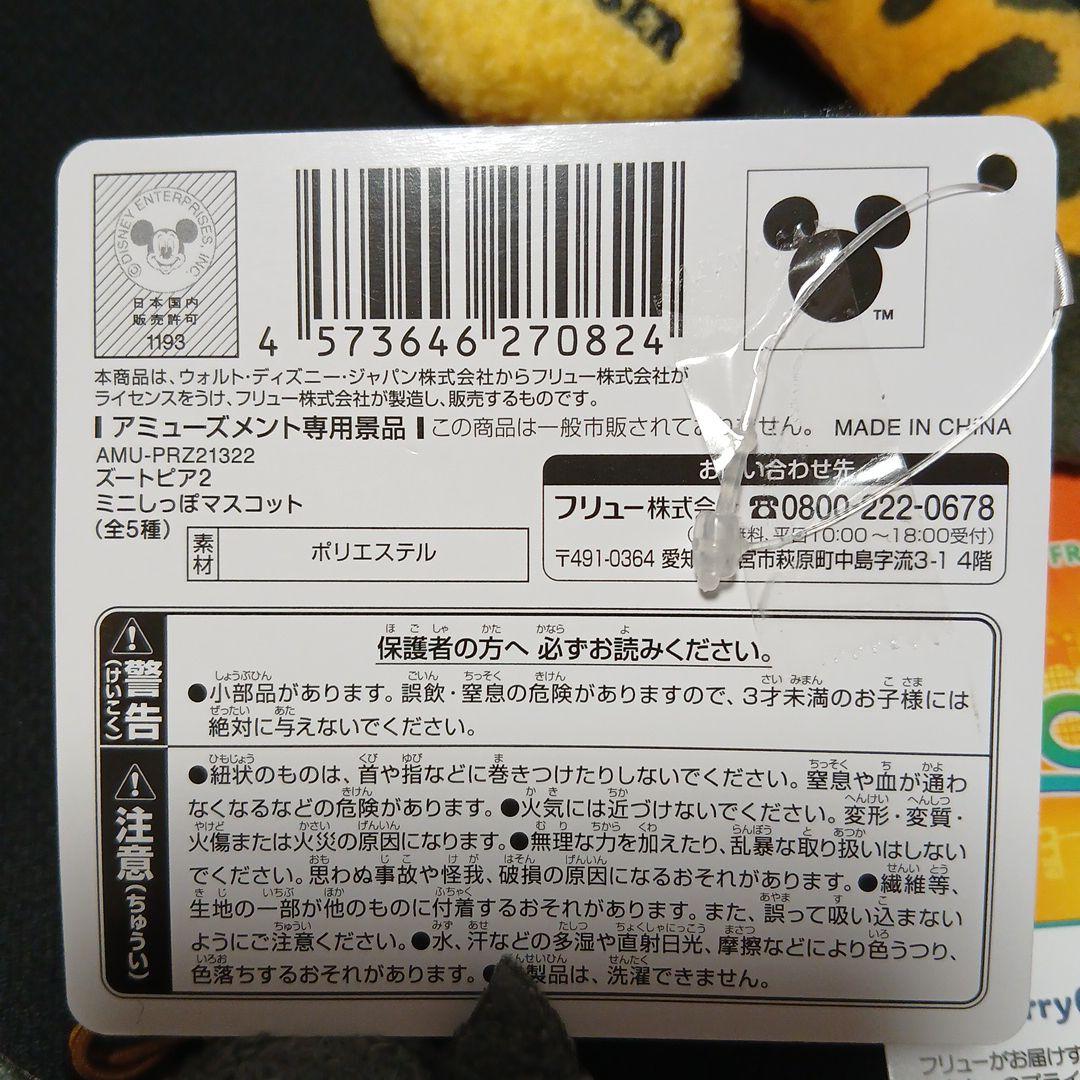 SER
©DISNEY ENTERPRISES, INC.
日本国内
販売許可
1193
4 573646 270824
TM
本商品は、ウォルト・ディズニー・ジャパン株式会社からフリュー株式会社が
ライセンスをうけ、フリュー株式会社が製造し、販売するものです。
アミューズメント専用景品 この商品は一般市販されておりません。 MADE IN CHINA
AMU-PRZ21322
ズートピア2
ミニしっぽマスコット
(全5種)
素材 ポリエステル
お問い合わせ先
フリュー株式会 ☎0800-222-0678
無料. 平日10:00~18:00受付)
〒491-0364 愛知 宮市萩原町中島字流3-1 4階
警告(けいこく)
保護者の方へ 必ずお読みください。
●小部品があります。誤飲・窒息の危険がありますので、3才未満のお子様には
絶対に与えないでください。
注意(ちゅうい)
●紐状のものは、首や指などに巻きつけたりしないでください。窒息や血が通わ
なくなるなどの危険があります。●火気には近づけないでください。変形・変質・
火傷または火災の原因になります。●無理な力を加えたり、乱暴な取り扱いはしない
でください。思わぬ事故や怪我、破損の原因になるおそれがあります。●繊維等、
生地の一部が他のものに付着するおそれがあります。また、誤って吸い込まない
ようにご注意ください。●水、汗などの多湿や直射日光、摩擦などにより色うつり、
色落ちするおそれがあります。● 製品は、洗濯できません。
FR
rry
フリューがお届けす